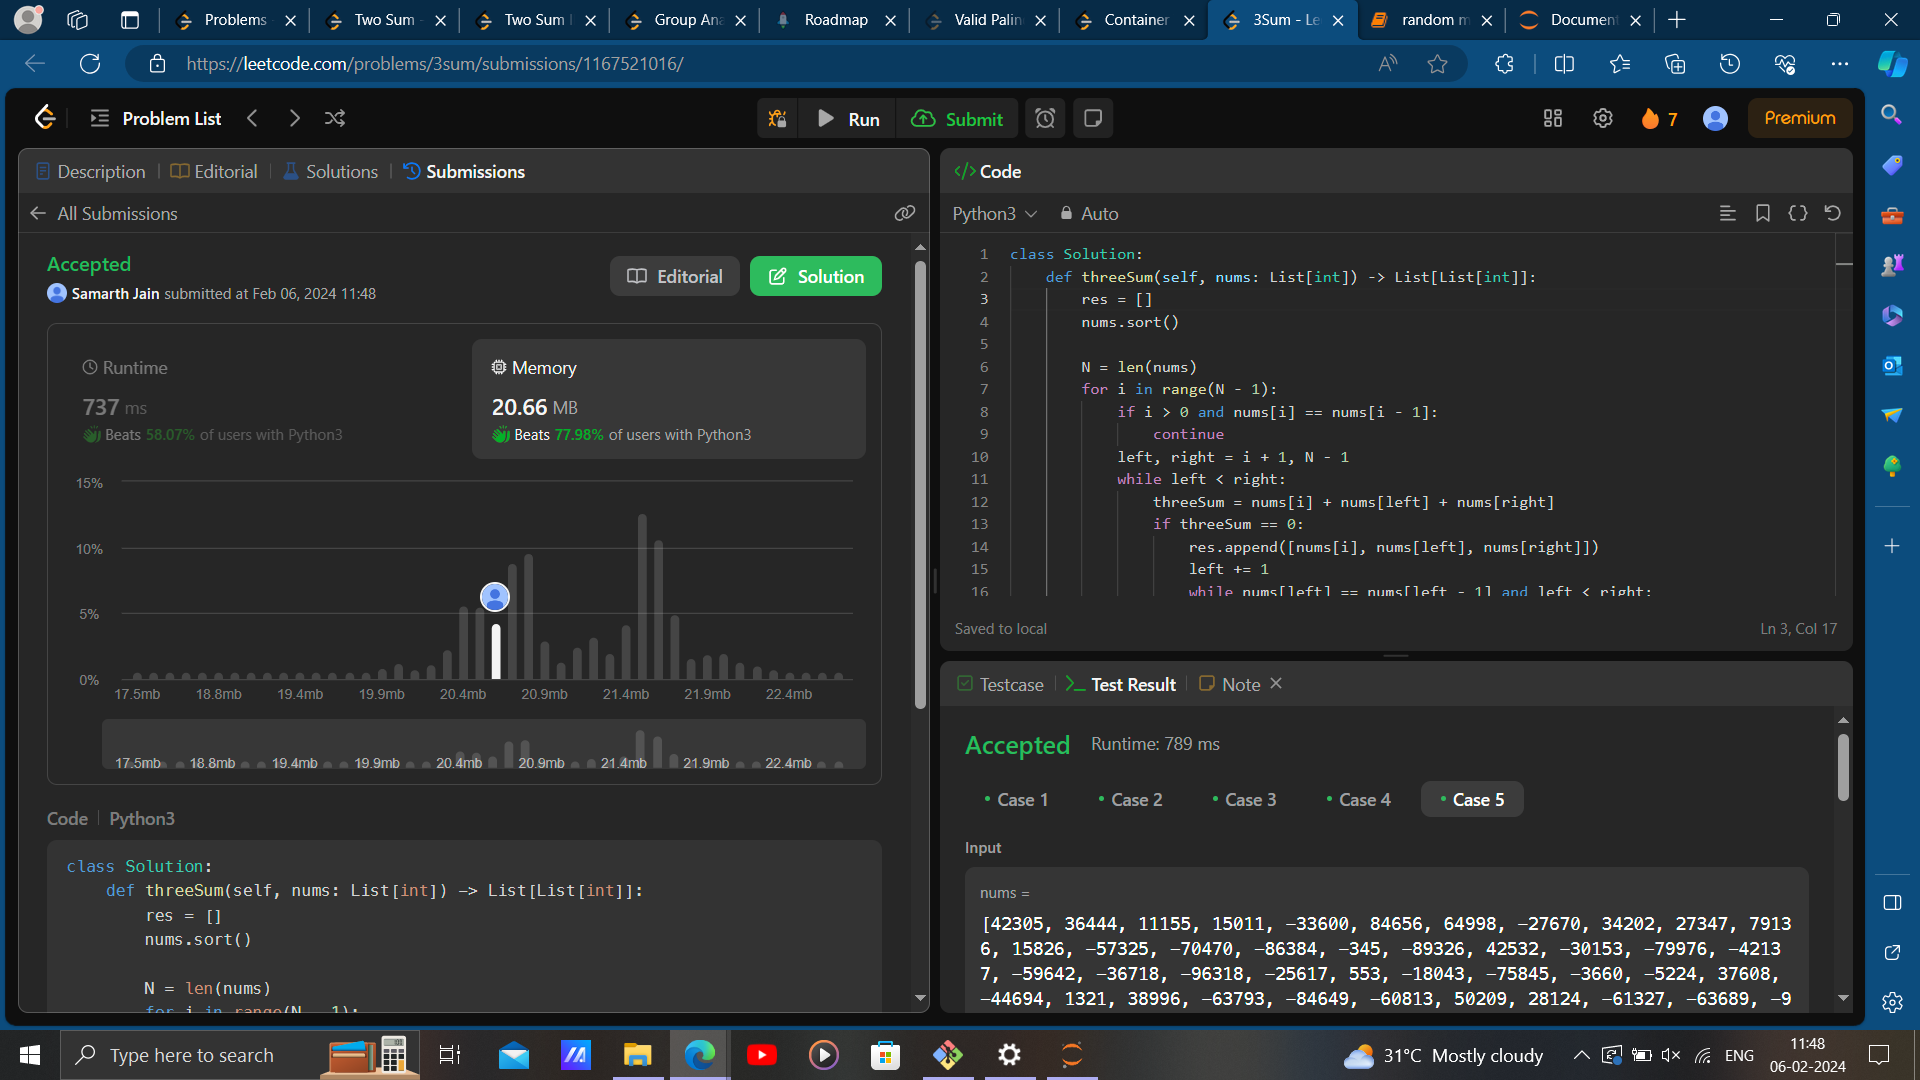 Problems
Two Sum -
Two Sum
Group Ana
Roadmap
Valid Palin
Container
3Sum - Le
random m
Document
https://leetcode.com/problems/3sum/submissions/1167521016/
Problem List
Run
Submit
7
Premium
Description
Editorial
Solutions
Submissions
All Submissions
Accepted
Samarth Jain submitted at Feb 06, 2024 11:48
Editorial
Solution
Runtime
737 ms
Beats 58.07% of users with Python3
Memory
20.66 MB
Beats 77.98% of users with Python3
15%
10%
5%
0%
17.5mb 18.8mb 19.4mb 19.9mb 20.4mb 20.9mb 21.4mb 21.9mb 22.4mb
17.5mb 18.8mb 19.4mb 19.9mb 20.4mb 20.9mb 21.4mb 21.9mb 22.4mb
Code | Python3
class Solution:
def threeSum(self, nums: List[int]) -> List[List[int]]:
res = []
nums.sort()
N = len(nums)
for i in range(N - 1):
Code
Python3
Auto
1 class Solution:
2 def threeSum(self, nums: List[int]) -> List[List[int]]:
3 res = []
4 nums.sort()
5
6 N = len(nums)
7 for i in range(N - 1):
8 if i > 0 and nums[i] == nums[i - 1]:
9 continue
10 left, right = i + 1, N - 1
11 while left < right:
12 threeSum = nums[i] + nums[left] + nums[right]
13 if threeSum == 0:
14 res.append([nums[i], nums[left], nums[right]])
15 left += 1
16 while nums[left] == nums[left - 1] and left < right:
Saved to local
Ln 3, Col 17
Testcase
Test Result
Note
Accepted
Runtime: 789 ms
Case 1
Case 2
Case 3
Case 4
Case 5
Input
nums =
[42305, 36444, 11155, 15011, −33600, 84656, 64998, −27670, 34202, 27347, 7913
6, 15826, −57325, −70470, −86384, −345, −89326, 42532, −30153, −79976, −4213
7, −59642, −36718, −96318, −25617, 553, −18043, −75845, −3660, −5224, 37608,
−44694, 1321, 38996, −63793, −84649, −60813, 50209, 28124, −61327, −63689, −9
Type here to search
31°C Mostly cloudy
ENG
11:48
06-02-2024